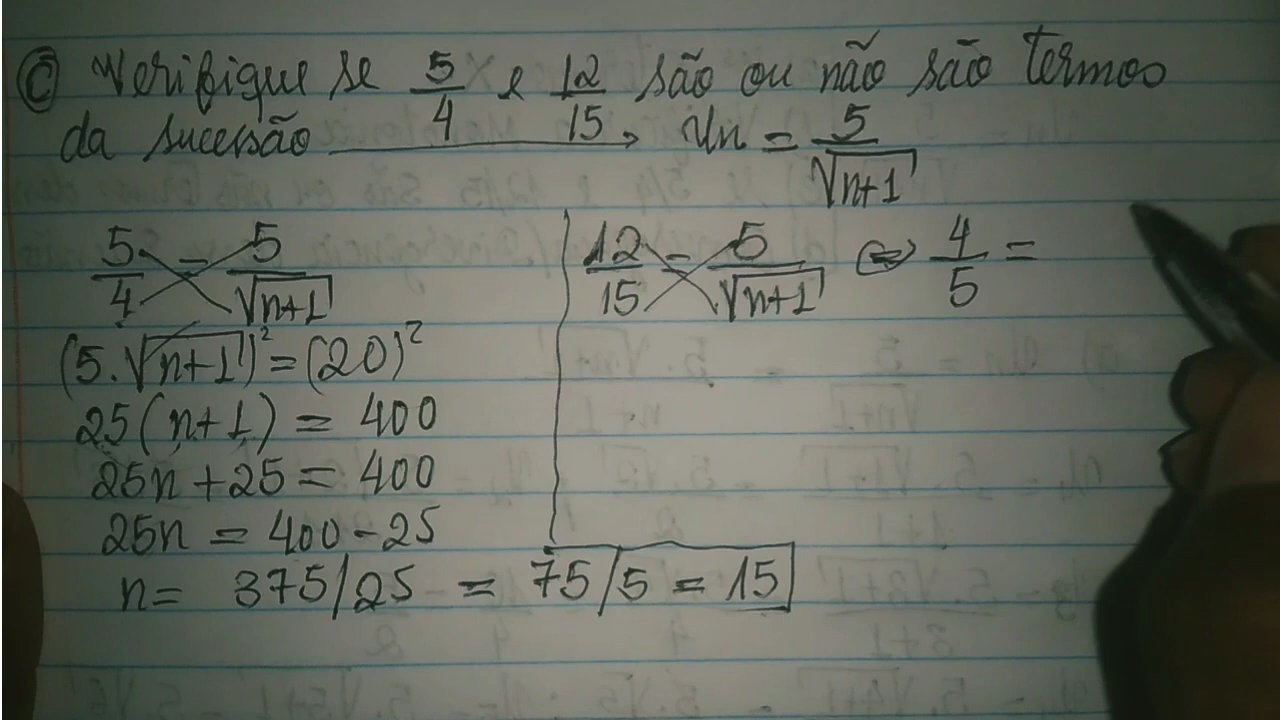 C Verifique se 5/4 e 12/15 são ou não são termos
da sucessão → Un = 5/√(n+1)
5/4 = 5/√(n+1)
(5.√(n+1))² = (20)²
25(n+1) = 400
25n + 25 = 400
25n = 400 - 25
n = 375/25 = 75/5 = 15
12/15 = 5/√(n+1) ⇔ 4/5 =